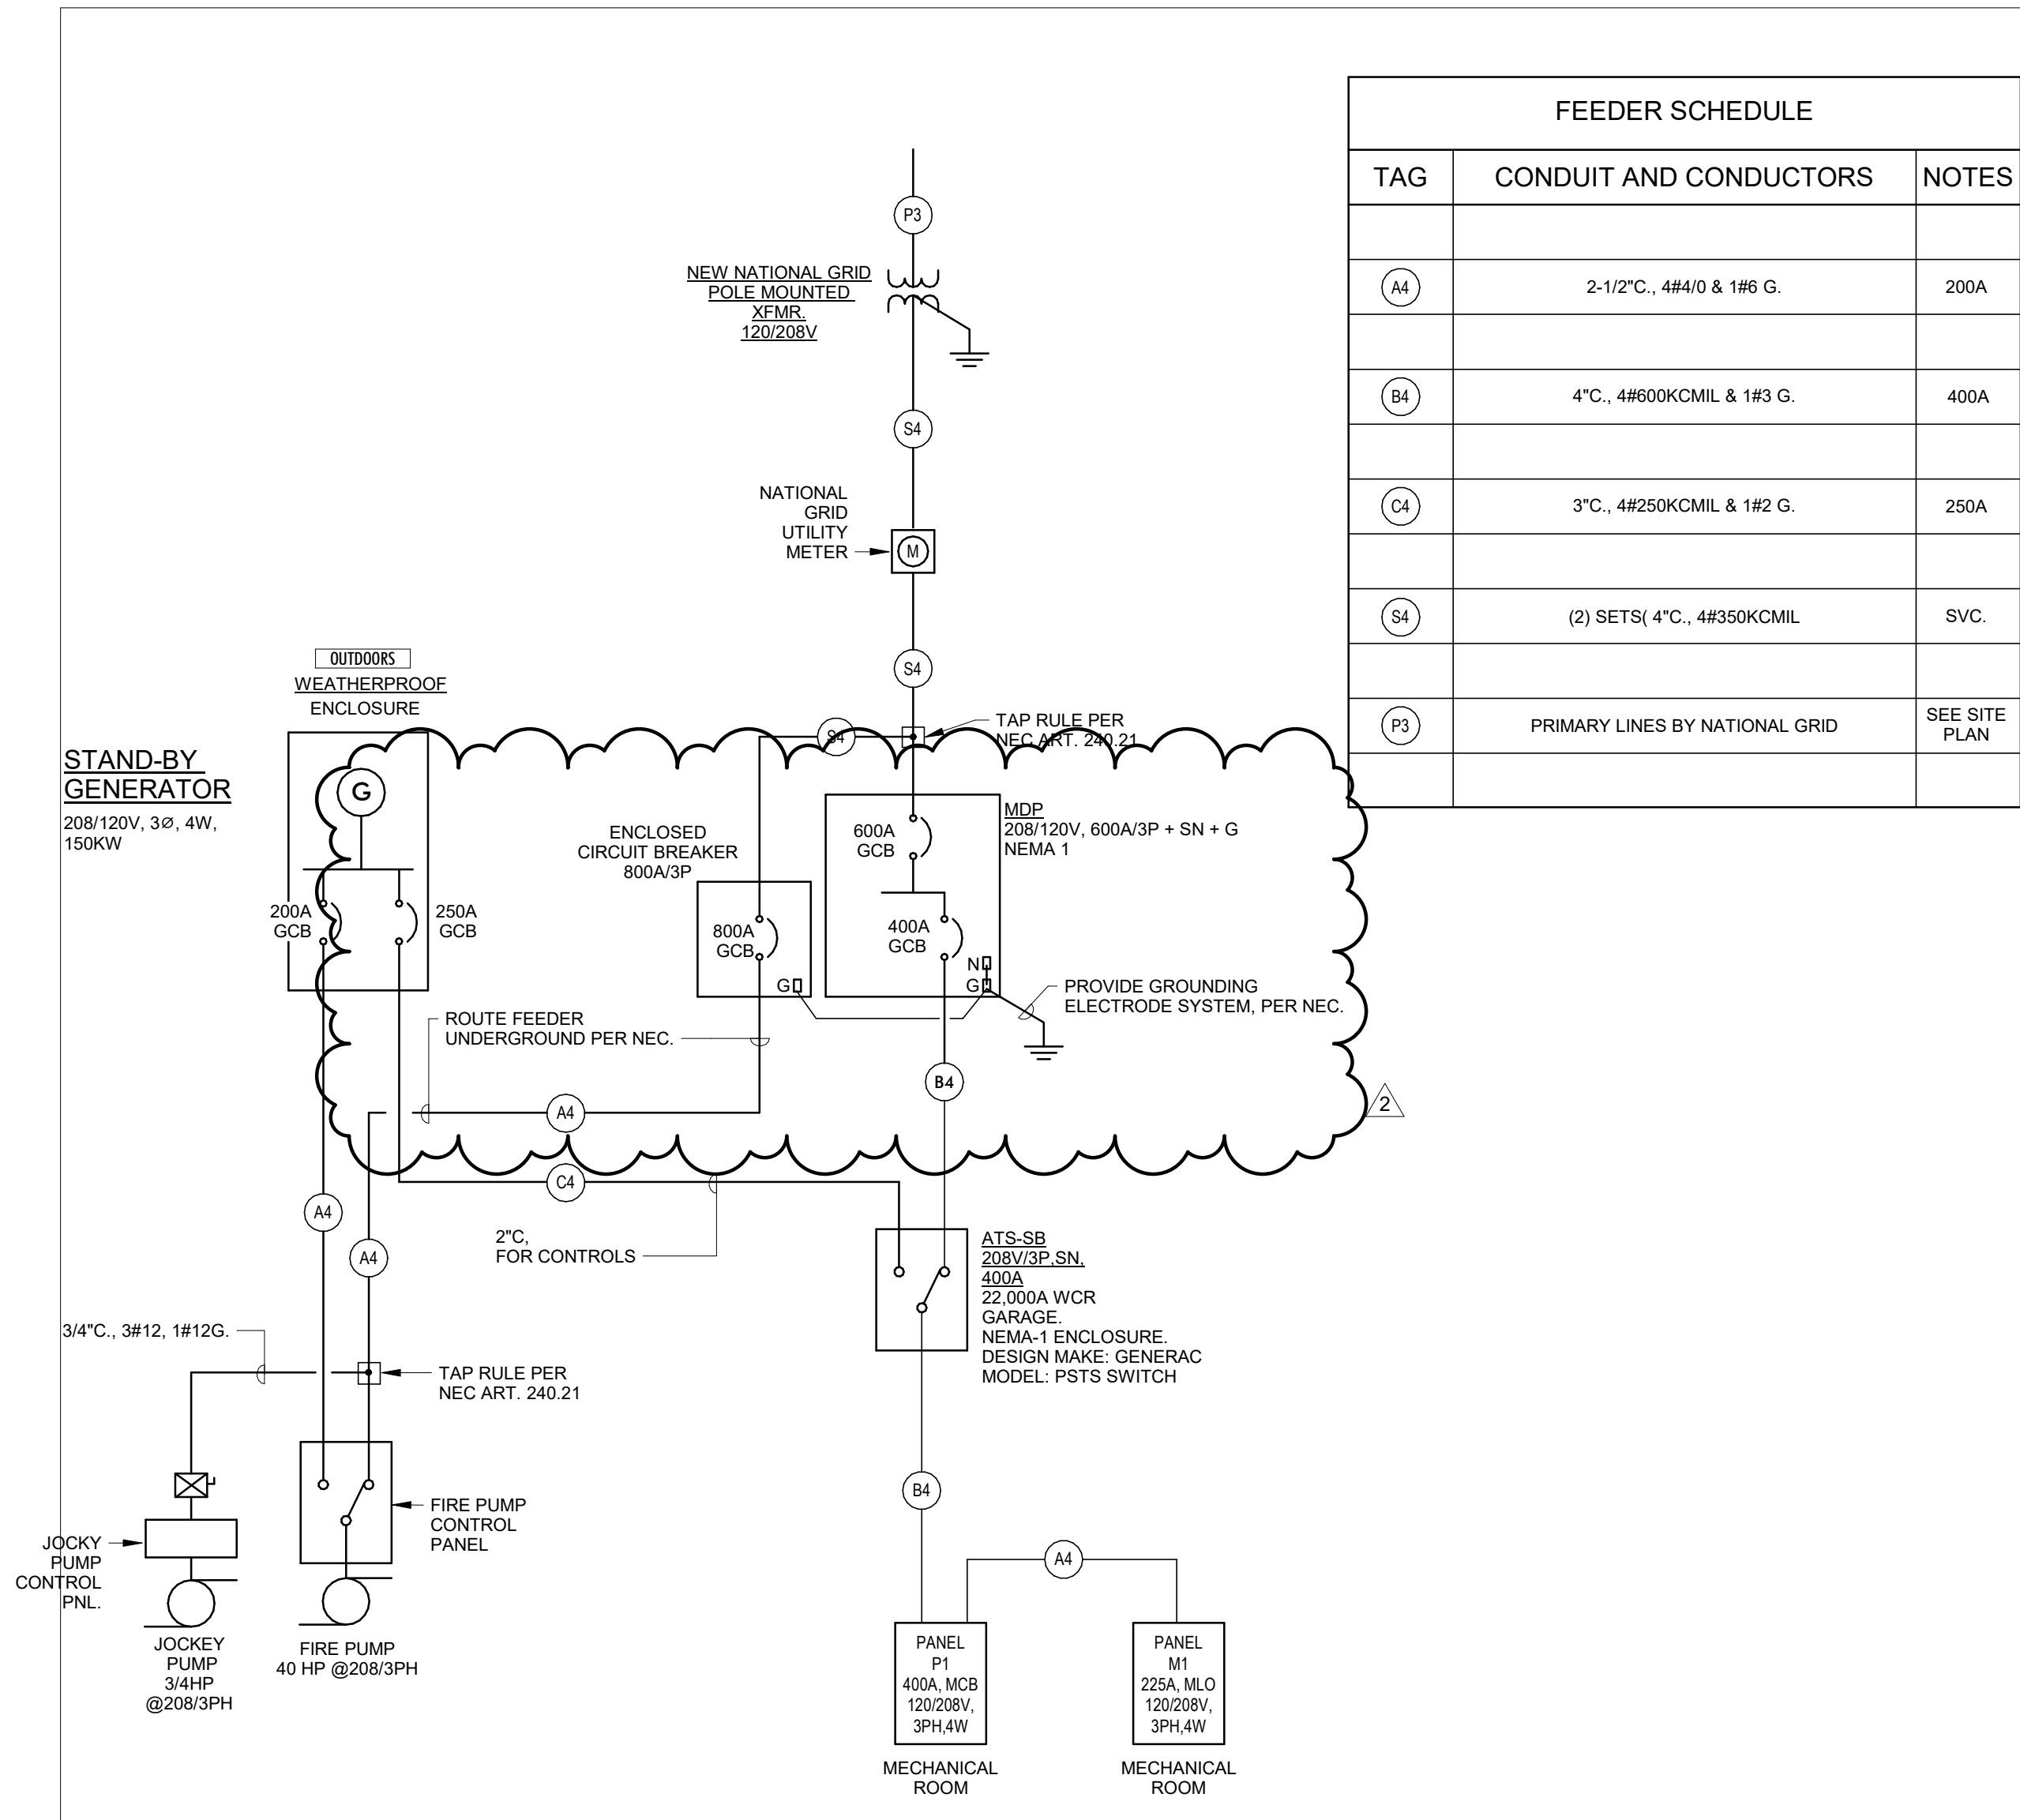 FEEDER SCHEDULE
TAG CONDUIT AND CONDUCTORS NOTES
A4 2-1/2"C., 4#4/0 & 1#6 G. 200A
B4 4"C., 4#600KCMIL & 1#3 G. 400A
C4 3"C., 4#250KCMIL & 1#2 G. 250A
S4 (2) SETS( 4"C., 4#350KCMIL SVC.
P3 PRIMARY LINES BY NATIONAL GRID SEE SITE
PLAN
P3
NEW NATIONAL GRID
POLE MOUNTED
XFMR.
120/208V
S4
NATIONAL
GRID
UTILITY
METER
M
S4
OUTDOORS
WEATHERPROOF
ENCLOSURE
STAND-BY
GENERATOR
208/120V, 3∅, 4W,
150KW
G
200A
GCB
250A
GCB
S4
TAP RULE PER
NEC ART. 240.21
ENCLOSED
CIRCUIT BREAKER
800A/3P
800A
GCB
G
600A
GCB
MDP
208/120V, 600A/3P + SN + G
NEMA 1
400A
GCB
N
G
PROVIDE GROUNDING
ELECTRODE SYSTEM, PER NEC.
ROUTE FEEDER
UNDERGROUND PER NEC.
B4
A4
2
C4
A4
A4
2"C,
FOR CONTROLS
ATS-SB
208V/3P,SN,
400A
22,000A WCR
GARAGE.
NEMA-1 ENCLOSURE.
DESIGN MAKE: GENERAC
MODEL: PSTS SWITCH
3/4"C., 3#12, 1#12G.
TAP RULE PER
NEC ART. 240.21
FIRE PUMP
CONTROL
PANEL
JOCKY
PUMP
CONTROL
PNL.
JOCKEY
PUMP
3/4HP
@208/3PH
FIRE PUMP
40 HP @208/3PH
B4
A4
PANEL
P1
400A, MCB
120/208V,
3PH,4W
MECHANICAL
ROOM
PANEL
M1
225A, MLO
120/208V,
3PH,4W
MECHANICAL
ROOM